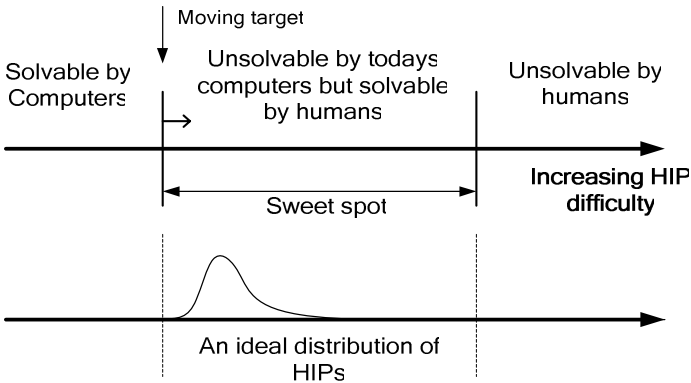 Moving target
Solvable by
Computers
Unsolvable by todays
computers but solvable
by humans
Unsolvable by
humans
Increasing HIP
difficulty
Sweet spot
An ideal distribution of
HIPs